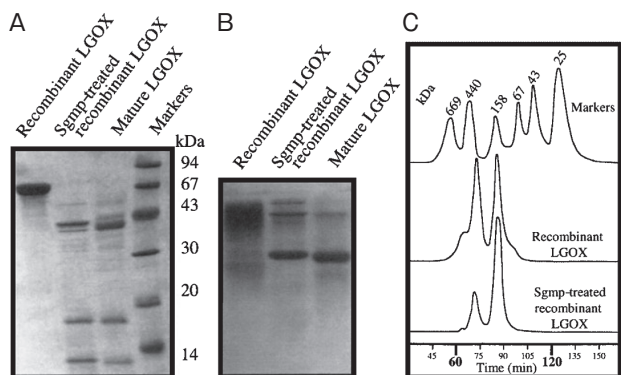 A
Recombinant LGOX
Sgmp-treated
recombinant LGOX
Mature LGOX
Markers
kDa
94
67
43
30
20
14
B
Recombinant LGOX
Sgmp-treated
recombinant LGOX
Mature LGOX
C
kDa
669
440
158
67
43
25
Markers
Recombinant
LGOX
Sgmp-treated
recombinant
LGOX
45 60 75 90 105 120 135 150
Time (min)